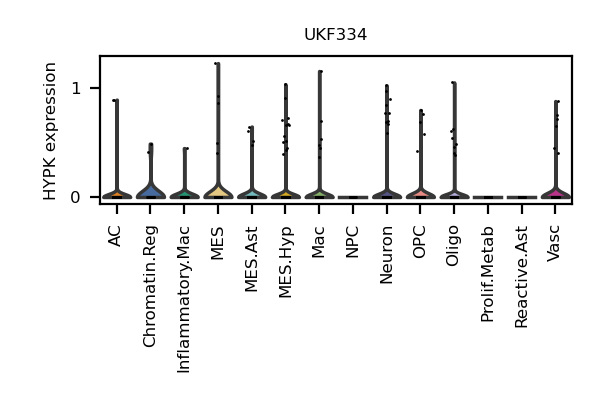 UKF334
HYPK expression
1
0
AC
Chromatin.Reg
Inflammatory.Mac
MES
MES.Ast
MES.Hyp
Mac
NPC
Neuron
OPC
Oligo
Prolif.Metab
Reactive.Ast
Vasc